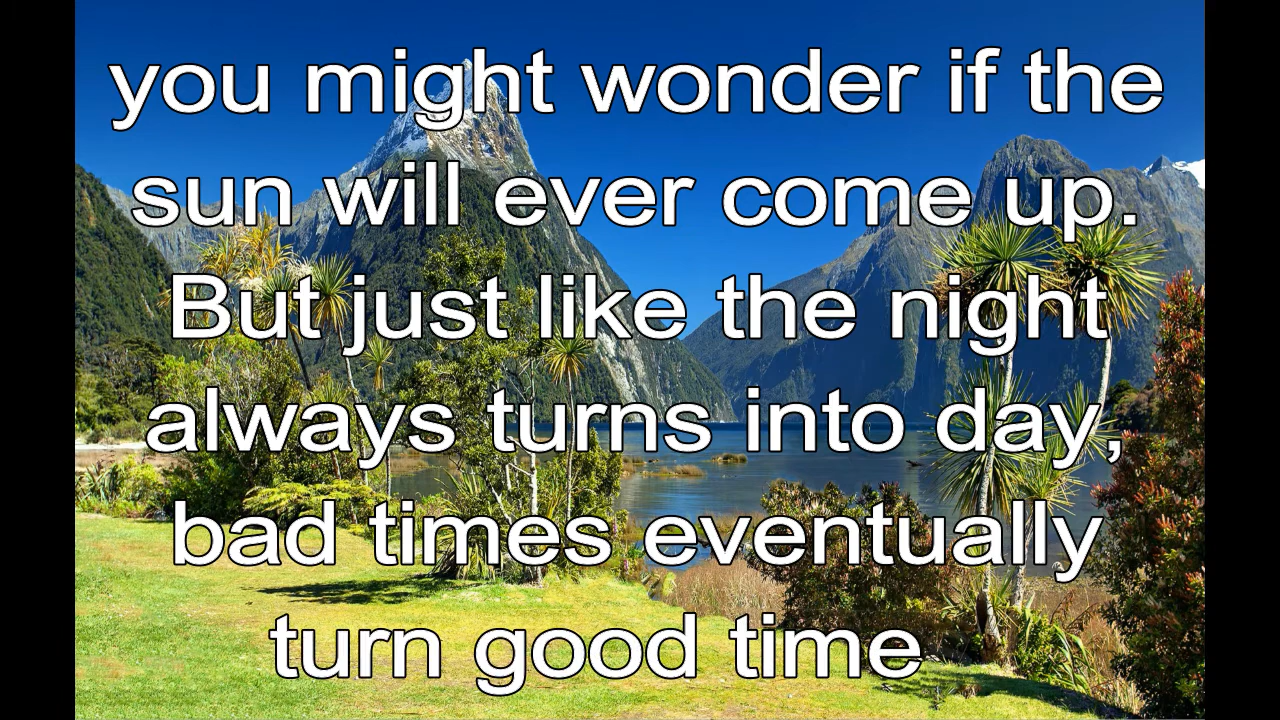 you might wonder if the
sun will ever come up.
But just like the night
always turns into day,
bad times eventually
turn good time